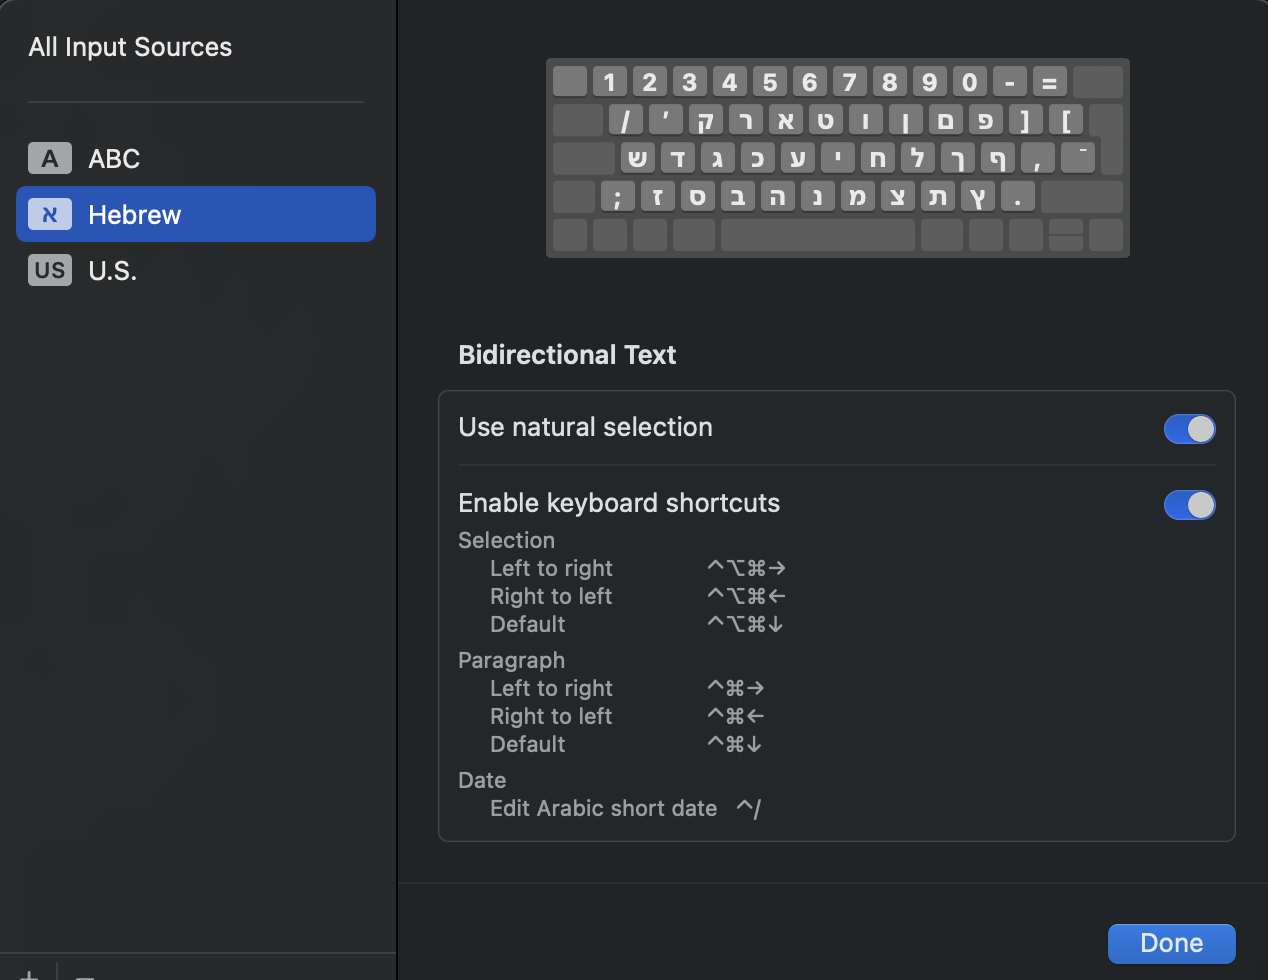 All Input Sources
A ABC
א Hebrew
US U.S.
1 2 3 4 5 6 7 8 9 0 - =
/ ׳ ק ר א ט ו ן ם פ ] [
ש ד ג כ ע י ח ל ך ף , ־
; ז ס ב ה נ מ צ ת ץ .
Bidirectional Text
Use natural selection
Enable keyboard shortcuts
Selection
Left to right ^⌥⌘→
Right to left ^⌥⌘←
Default ^⌥⌘↓
Paragraph
Left to right ^⌘→
Right to left ^⌘←
Default ^⌘↓
Date
Edit Arabic short date ^/
Done